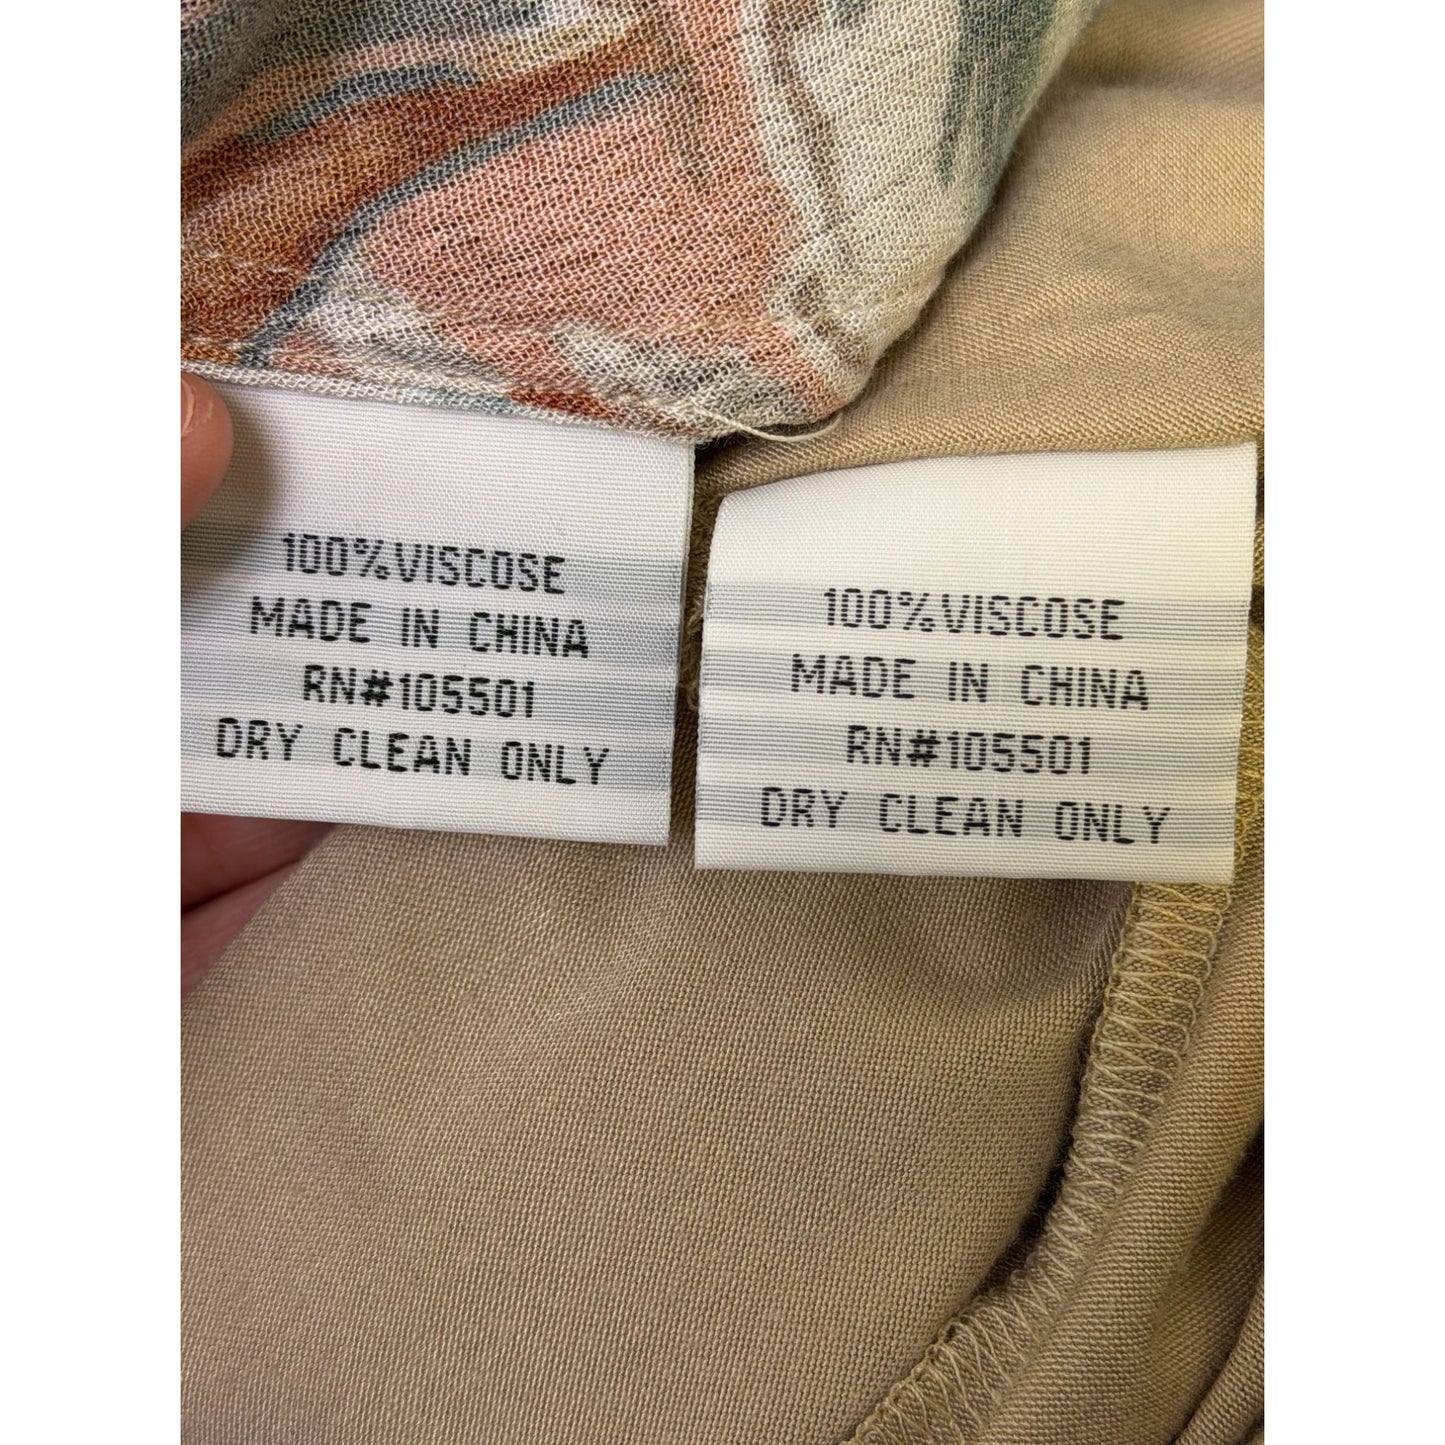 100%VISCOSE
MADE IN CHINA
RN#105501
DRY CLEAN ONLY
100%VISCOSE
MADE IN CHINA
RN#105501
DRY CLEAN ONLY